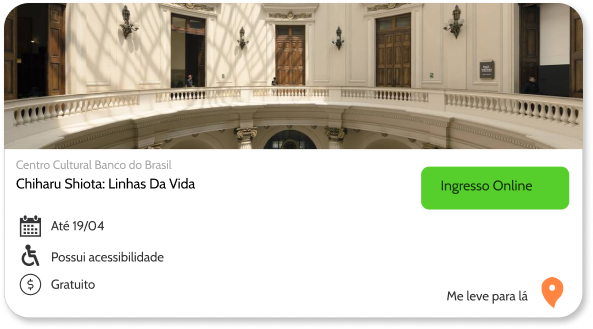 Centro Cultural Banco do Brasil
Chiharu Shiota: Linhas Da Vida
Ingresso Online
Até 19/04
Possui acessibilidade
$ Gratuito
Me leve para lá